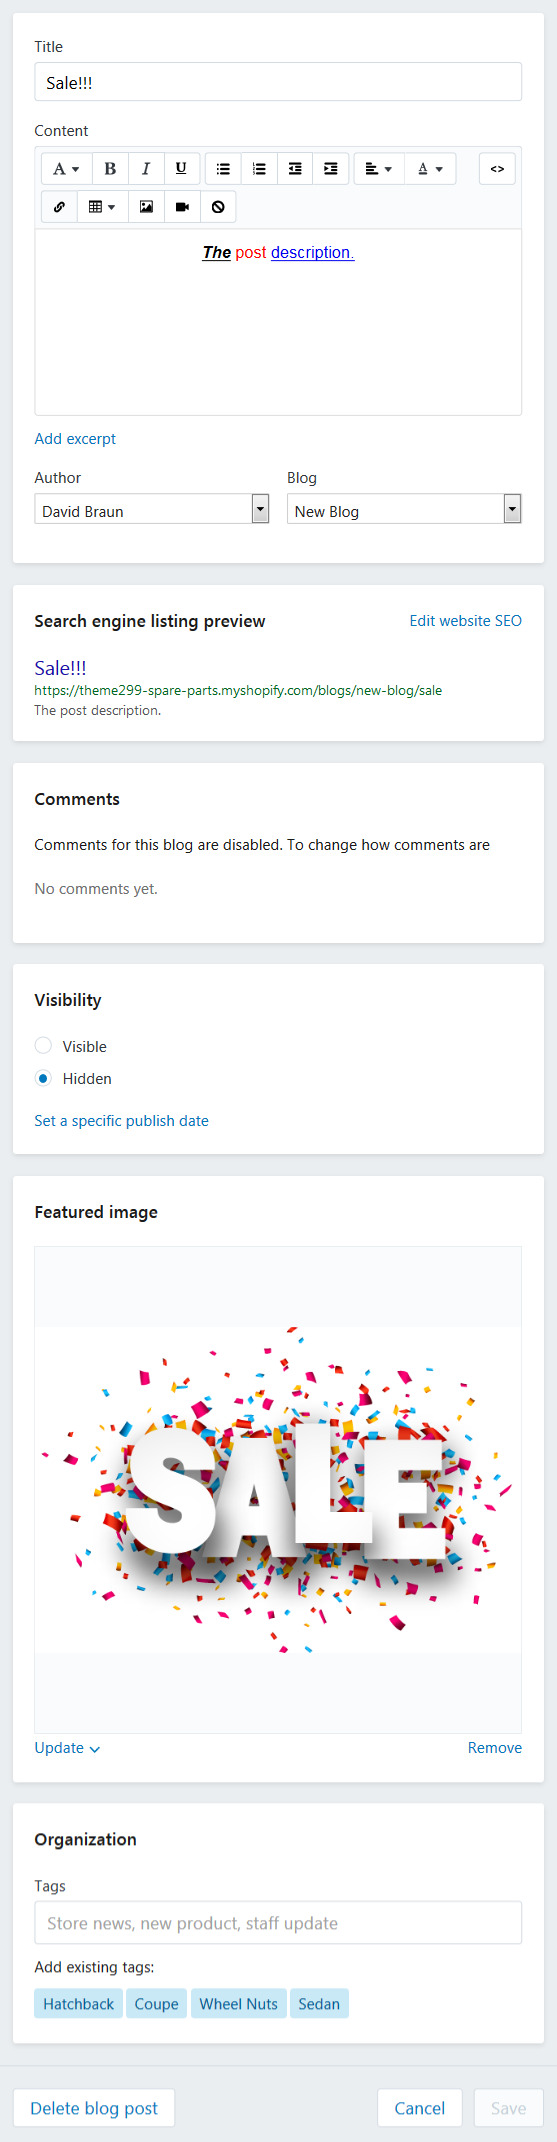 Title
Sale!!!
Content
A B I U A <>
The post description.
Add excerpt
Author Blog
David Braun New Blog
Search engine listing preview Edit website SEO
Sale!!!
https://theme299-spare-parts.myshopify.com/blogs/new-blog/sale
The post description.
Comments
Comments for this blog are disabled. To change how comments are
No comments yet.
Visibility
Visible
Hidden
Set a specific publish date
Featured image
SALE
Update Remove
Organization
Tags
Store news, new product, staff update
Add existing tags:
Hatchback Coupe Wheel Nuts Sedan
Delete blog post Cancel Save